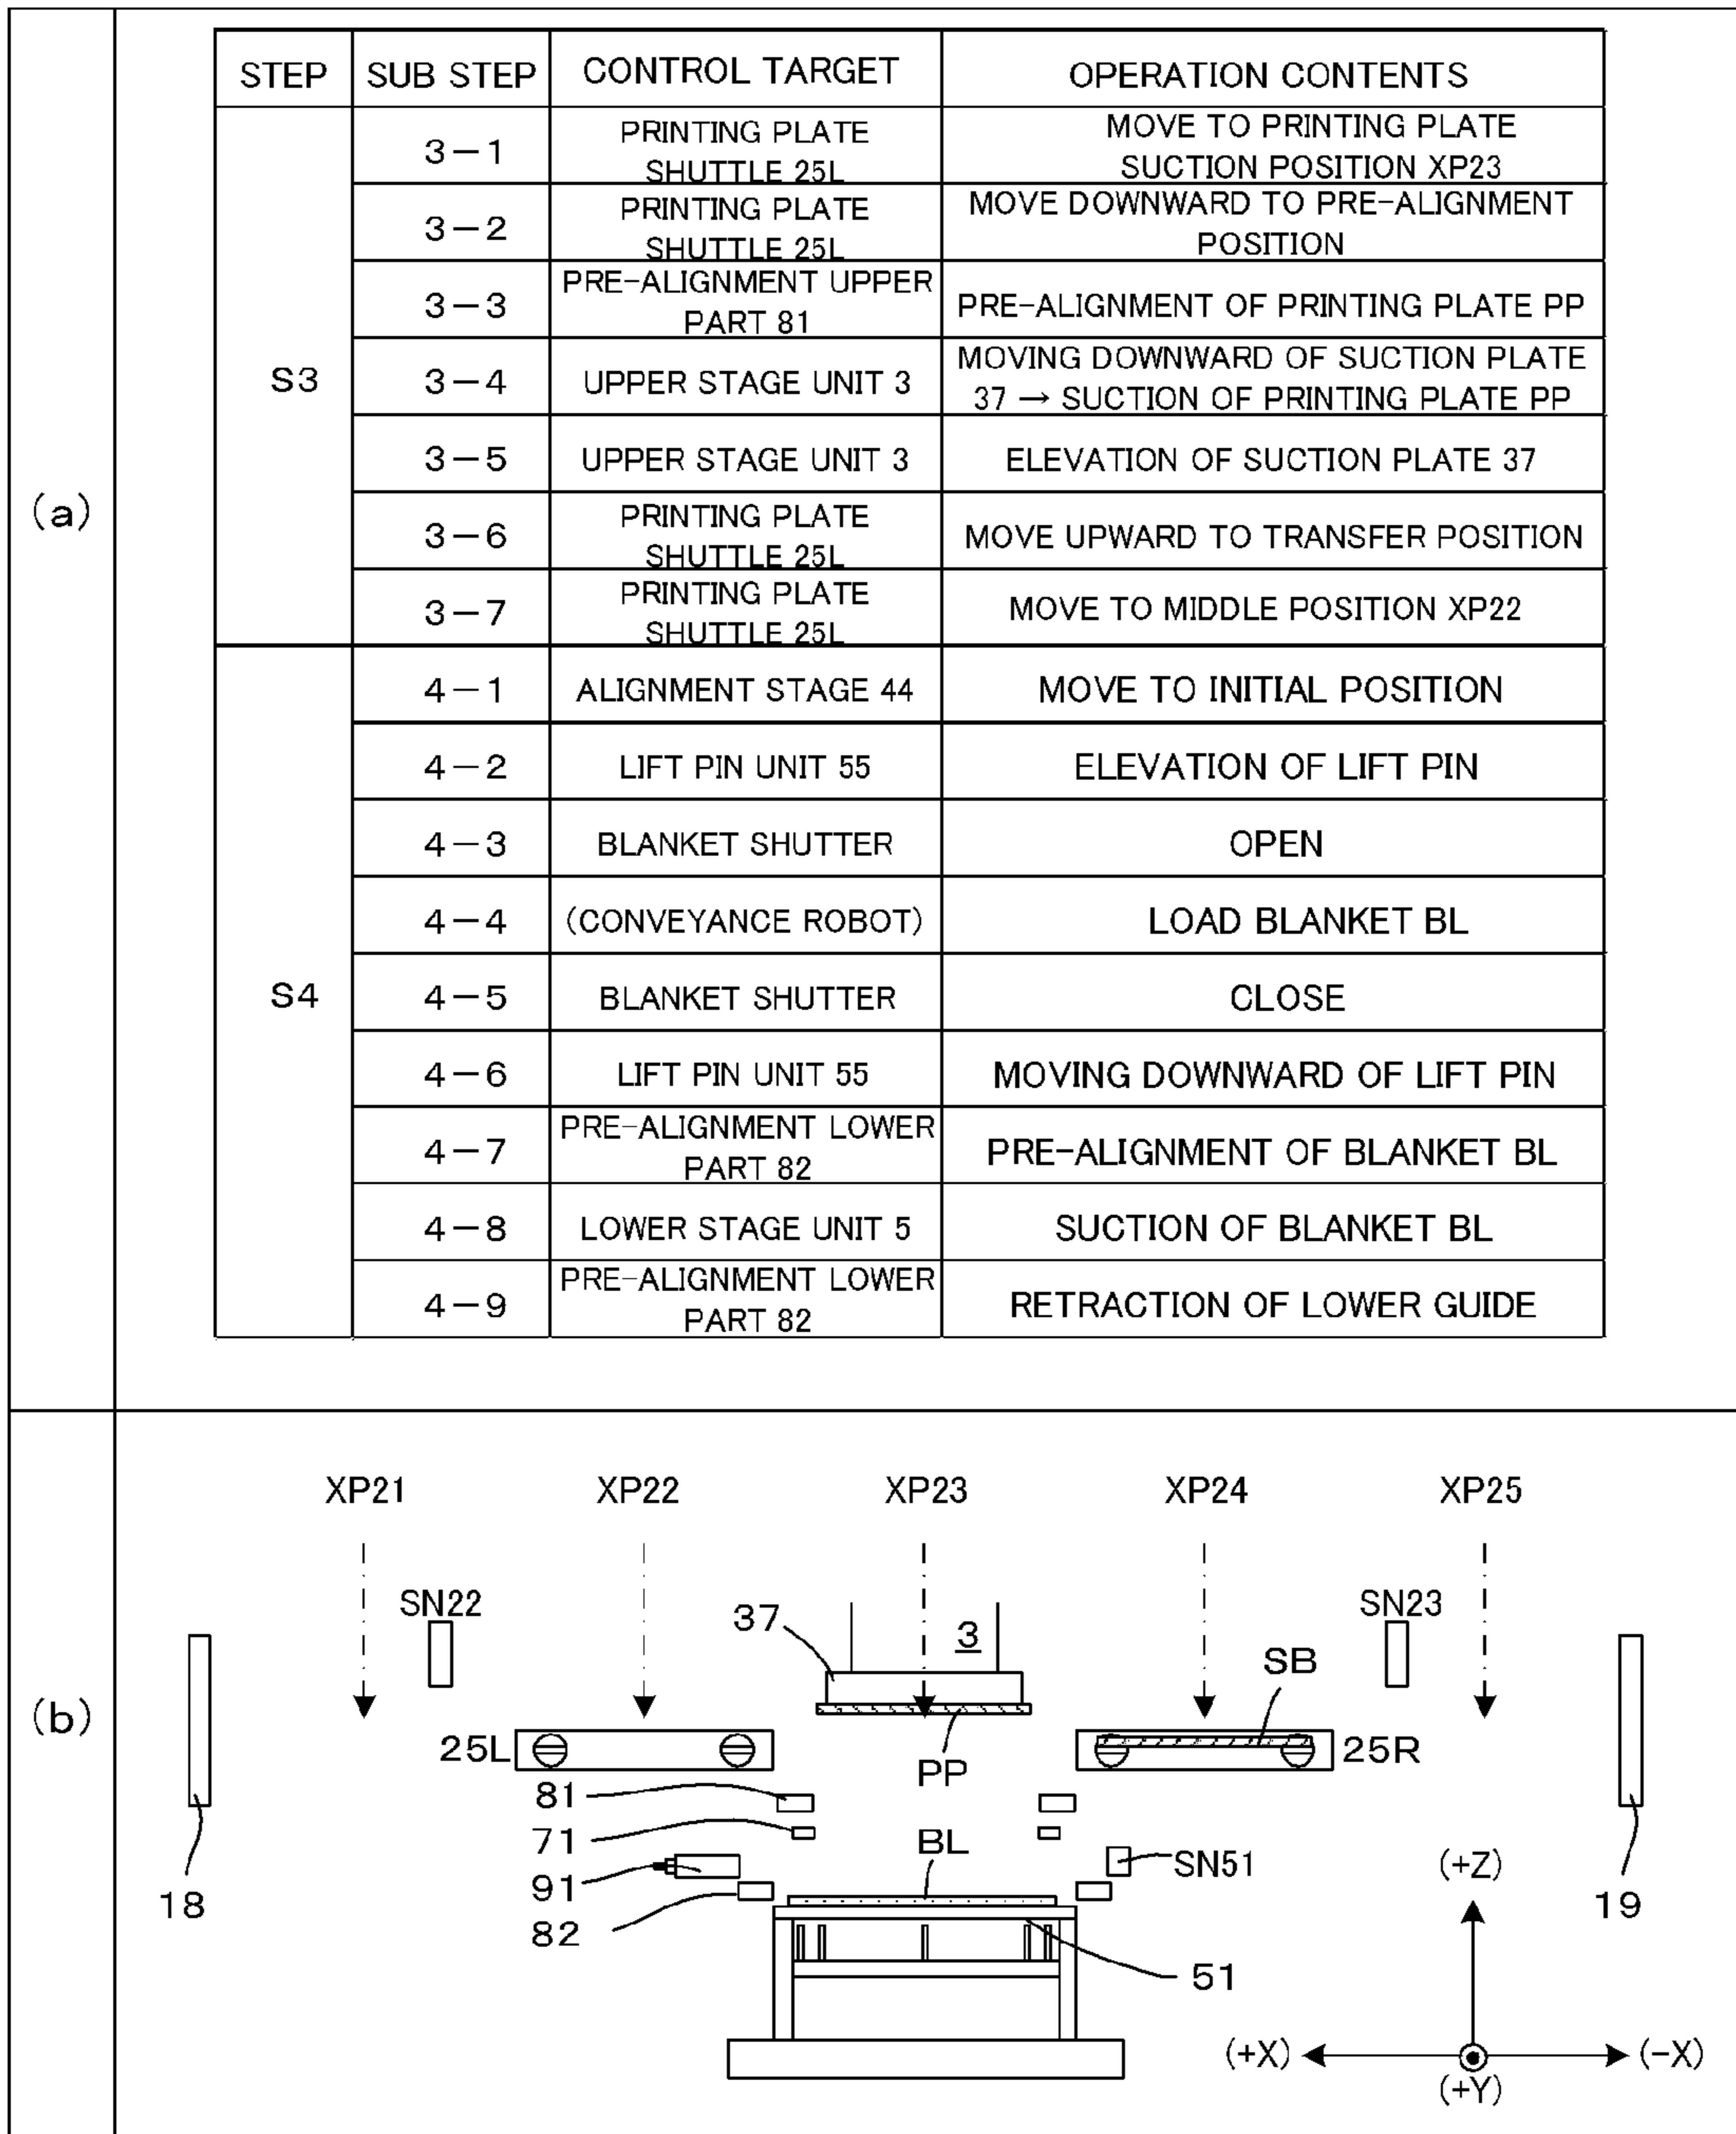 (a)
STEP SUB STEP CONTROL TARGET OPERATION CONTENTS
S3
3-1 PRINTING PLATE SHUTTLE 25L MOVE TO PRINTING PLATE SUCTION POSITION XP23
3-2 PRINTING PLATE SHUTTLE 25L MOVE DOWNWARD TO PRE-ALIGNMENT POSITION
3-3 PRE-ALIGNMENT UPPER PART 81 PRE-ALIGNMENT OF PRINTING PLATE PP
3-4 UPPER STAGE UNIT 3 MOVING DOWNWARD OF SUCTION PLATE 37 → SUCTION OF PRINTING PLATE PP
3-5 UPPER STAGE UNIT 3 ELEVATION OF SUCTION PLATE 37
3-6 PRINTING PLATE SHUTTLE 25L MOVE UPWARD TO TRANSFER POSITION
3-7 PRINTING PLATE SHUTTLE 25L MOVE TO MIDDLE POSITION XP22
S4
4-1 ALIGNMENT STAGE 44 MOVE TO INITIAL POSITION
4-2 LIFT PIN UNIT 55 ELEVATION OF LIFT PIN
4-3 BLANKET SHUTTER OPEN
4-4 (CONVEYANCE ROBOT) LOAD BLANKET BL
4-5 BLANKET SHUTTER CLOSE
4-6 LIFT PIN UNIT 55 MOVING DOWNWARD OF LIFT PIN
4-7 PRE-ALIGNMENT LOWER PART 82 PRE-ALIGNMENT OF BLANKET BL
4-8 LOWER STAGE UNIT 5 SUCTION OF BLANKET BL
4-9 PRE-ALIGNMENT LOWER PART 82 RETRACTION OF LOWER GUIDE
(b)
XP21 XP22 XP23 XP24 XP25
SN22 SN23
37 3
SB
25L PP 25R
81
71 BL
91 SN51 (+Z)
18 19
82
51
(+X) (-X)
(+Y)